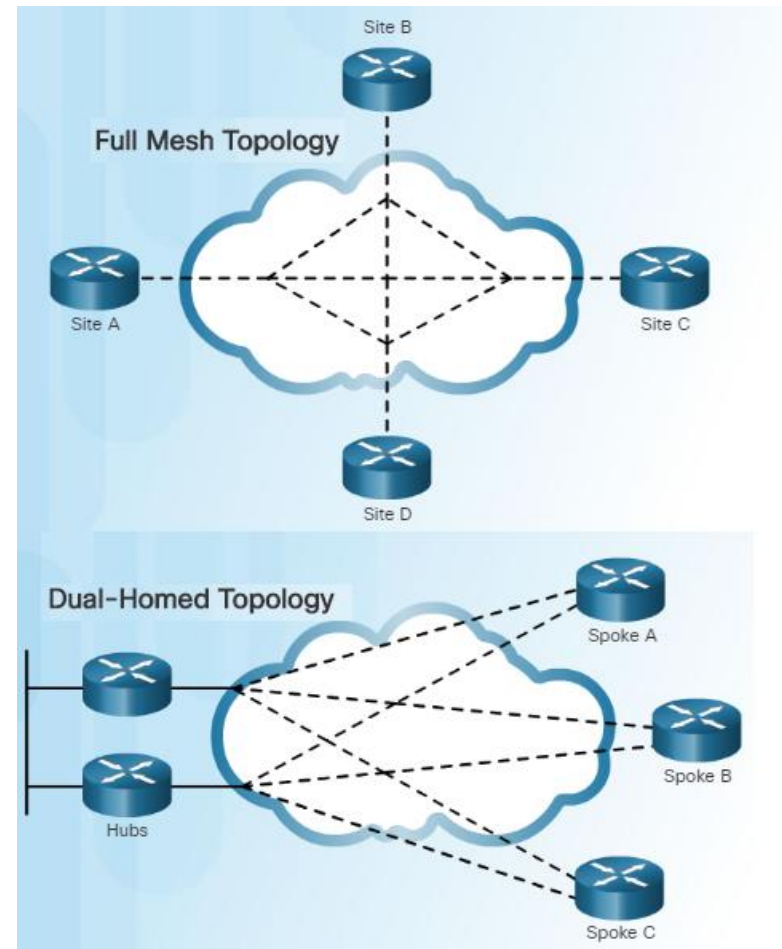 Site B
Full Mesh Topology
Site A
Site C
Site D
Dual-Homed Topology
Spoke A
Spoke B
Hubs
Spoke C